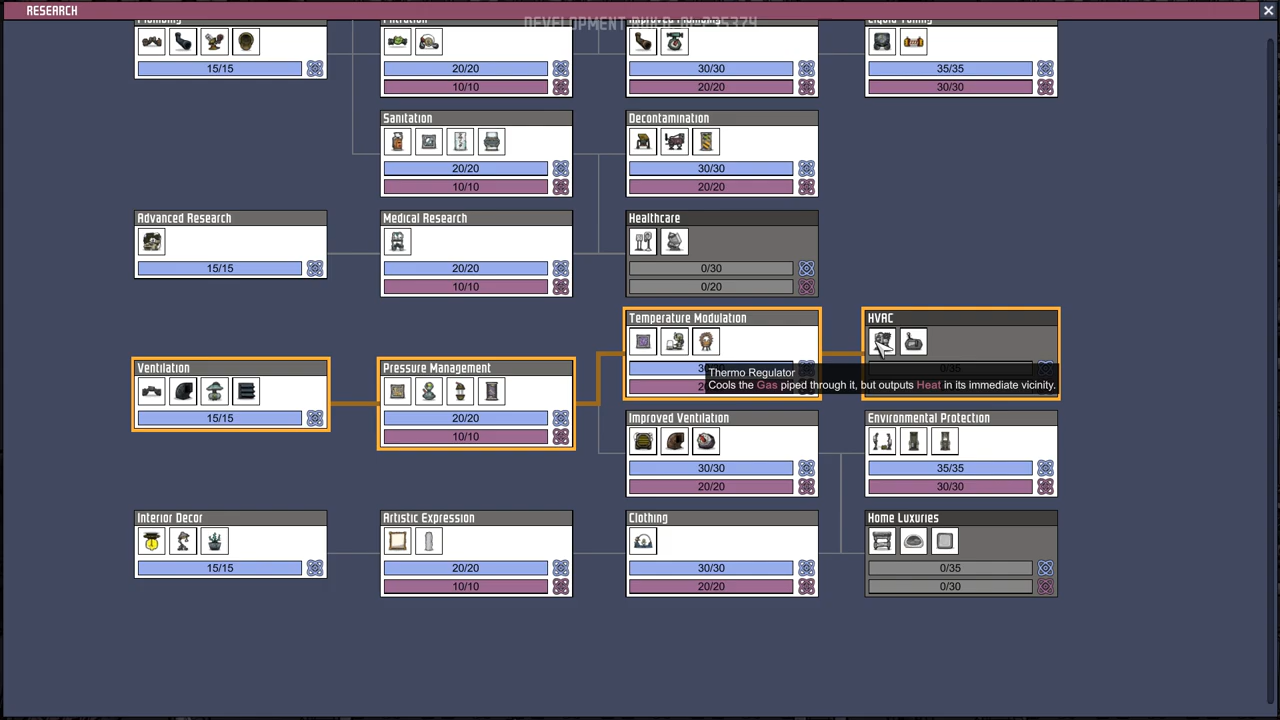 RESEARCH
DEVELOPMENT BUILD
15/15
20/20
30/30
35/35
10/10
20/20
30/30
Sanitation
Decontamination
20/20
30/30
10/10
20/20
Advanced Research
Medical Research
Healthcare
15/15
20/20
0/30
10/10
0/20
Temperature Modulation
HVAC
Ventilation
Pressure Management
Thermo Regulator
0/35
Cools the Gas piped through it, but outputs Heat in its immediate vicinity.
15/15
20/20
10/10
Improved Ventilation
Environmental Protection
30/30
35/35
20/20
30/30
Interior Decor
Artistic Expression
Clothing
Home Luxuries
15/15
20/20
30/30
0/35
10/10
20/20
0/30